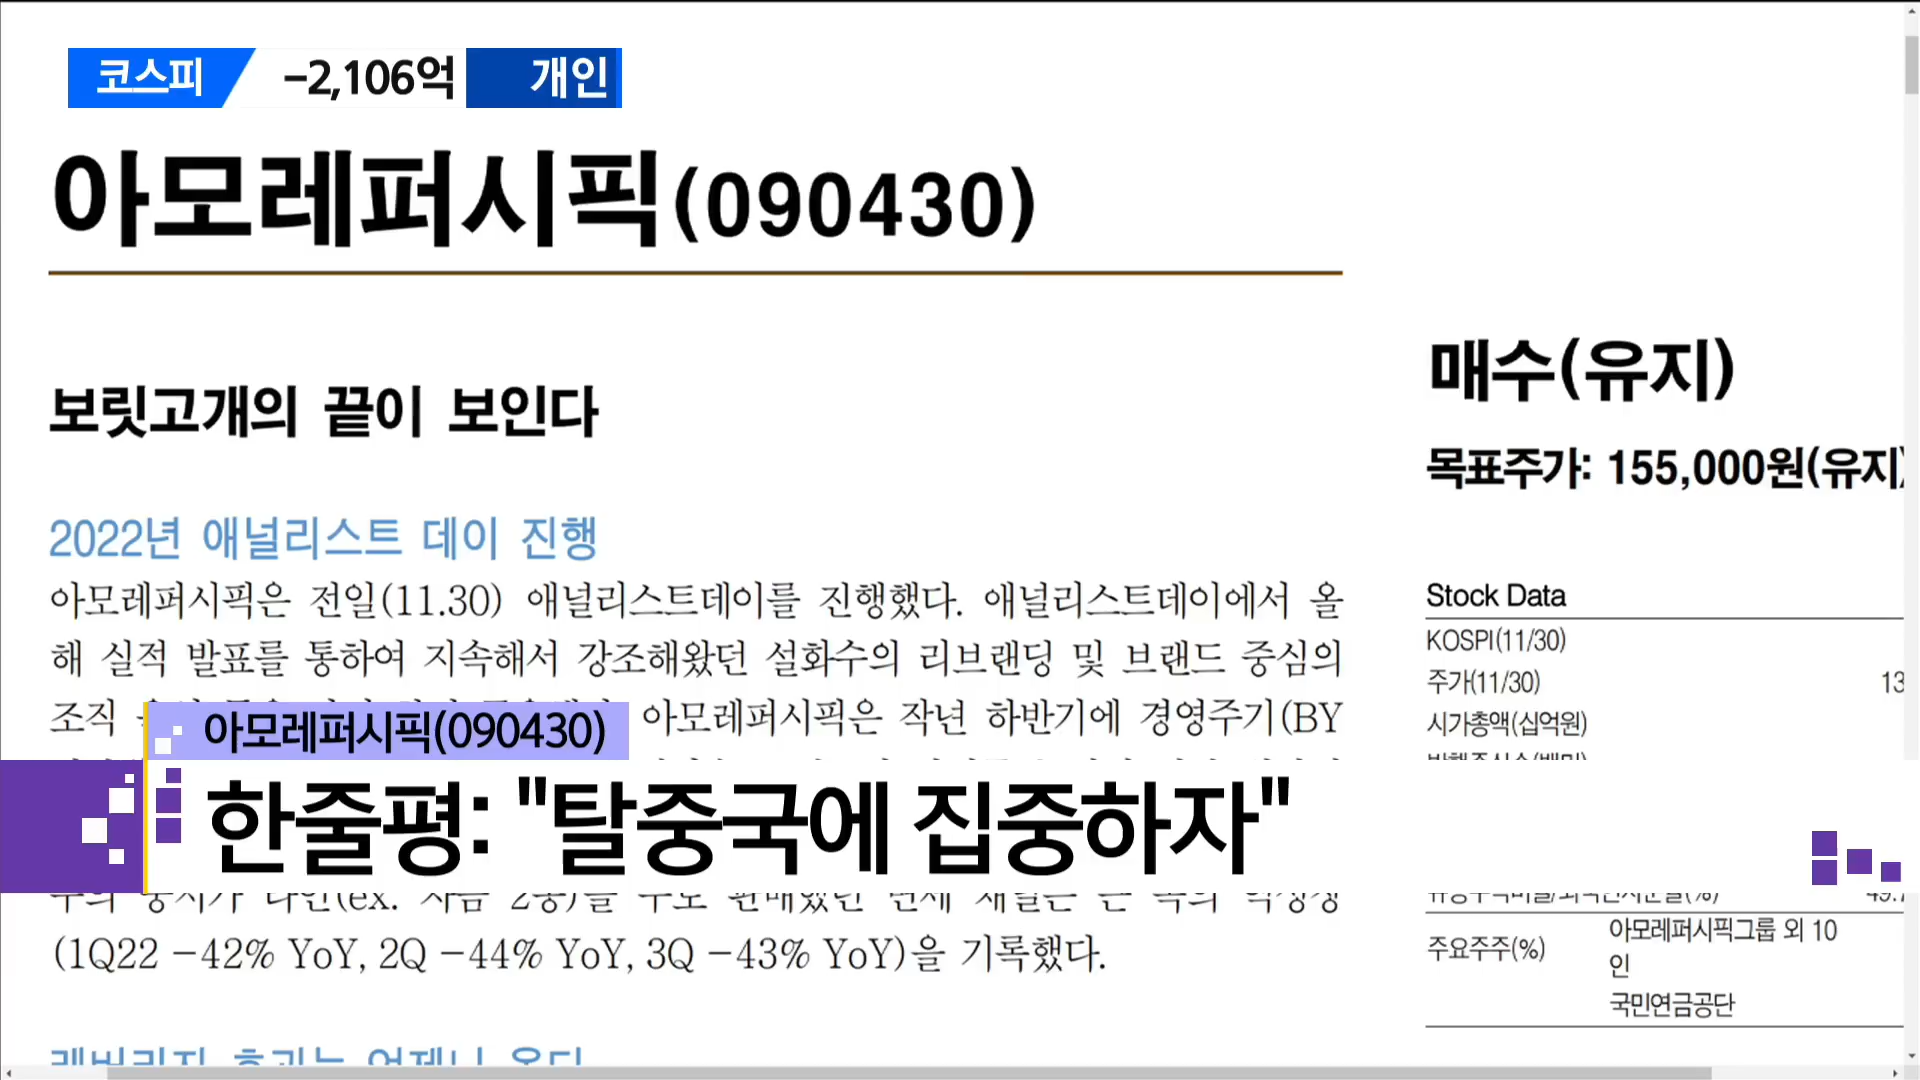 코스피 -2,106억 개인
아모레퍼시픽(090430)
보릿고개의 끝이 보인다
매수(유지)
목표주가: 155,000원(유지)
2022년 애널리스트 데이 진행
아모레퍼시픽은 전일(11.30) 애널리스트데이를 진행했다. 애널리스트데이에서 올
해 실적 발표를 통하여 지속해서 강조해왔던 설화수의 리브랜딩 및 브랜드 중심의
조직 아모레퍼시픽은 작년 하반기에 경영주기(BY
Stock Data
KOSPI(11/30)
주가(11/30) 13
시가총액(십억원)
아모레퍼시픽(090430)
한줄평: "탈중국에 집중하자"
(1Q22 -42% YoY, 2Q -44% YoY, 3Q -43% YoY)을 기록했다.
주요주주(%) 아모레퍼시픽그룹 외 10
인
국민연금공단